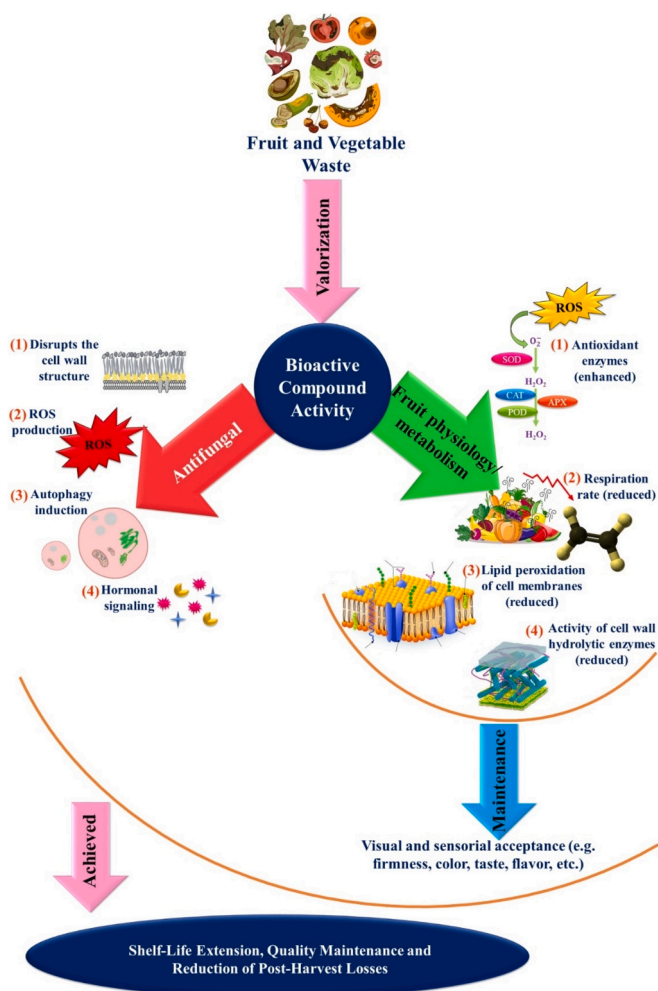 Fruit and Vegetable
Waste
Valorization
Bioactive
Compound
Activity
Antifungal
(1) Disrupts the
cell wall
structure
(2) ROS
production
ROS
(3) Autophagy
induction
(4) Hormonal
signaling
Fruit physiology/
metabolism
ROS
O₂⁻
SOD
H₂O₂
CAT
APX
POD
H₂O₂
(1) Antioxidant
enzymes
(enhanced)
(2) Respiration
rate (reduced)
(3) Lipid peroxidation
of cell membranes
(reduced)
(4) Activity of cell wall
hydrolytic enzymes
(reduced)
Maintenance
Visual and sensorial acceptance (e.g.
firmness, color, taste, flavor, etc.)
Achieved
Shelf-Life Extension, Quality Maintenance and
Reduction of Post-Harvest Losses